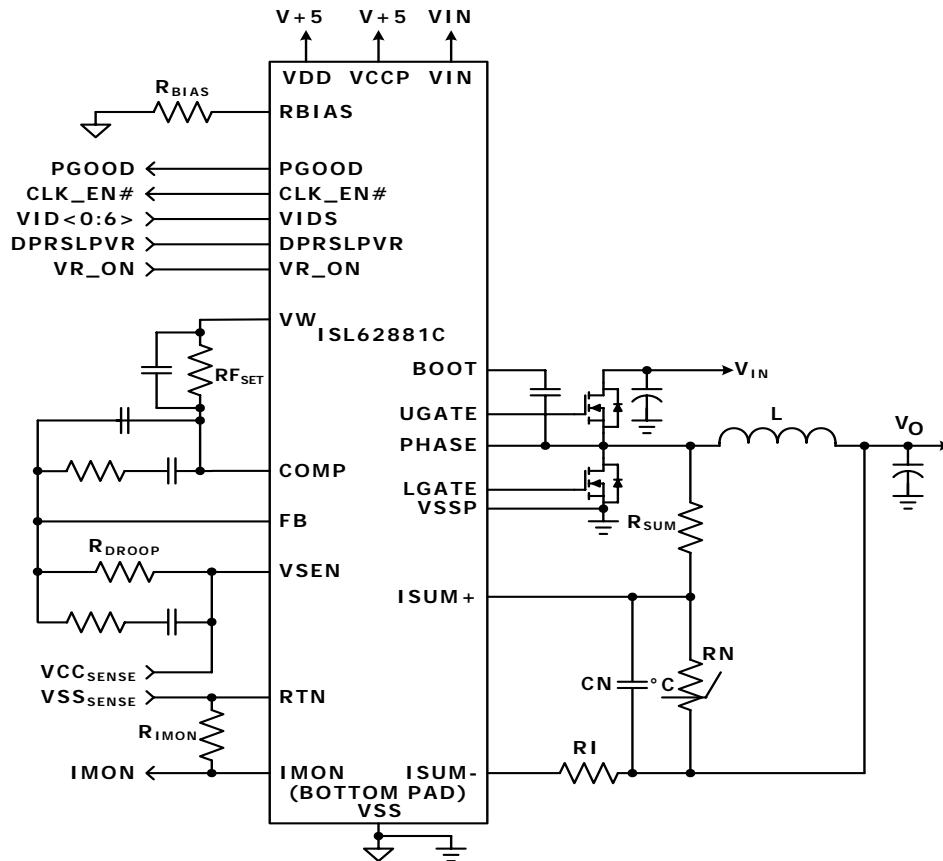 V+5 V+5 VIN
VDD VCCP VIN
RBIAS
RBIAS
PGOOD PGOOD
CLK_EN# CLK_EN#
VID<0:6> VIDS
DPRSLPVR DPRSLPVR
VR_ON VR_ON
VW
ISL62881C
RFSET
BOOT
VIN
UGATE
L
VO
PHASE
COMP
LGATE
VSSP
RSUM
FB
RDROOP
VSEN
ISUM+
RN
VCCSENSE
CN
°C
VSSSENSE RTN
RIMON
RI
IMON IMON ISUM-
(BOTTOM PAD)
VSS